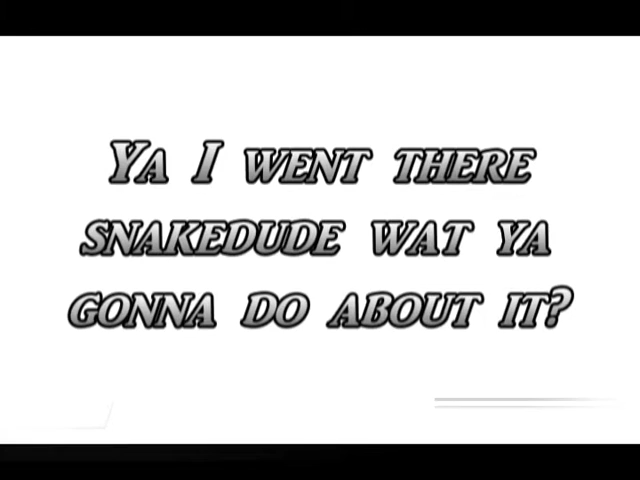 Ya I went there
snakedude wat ya
gonna do about it?